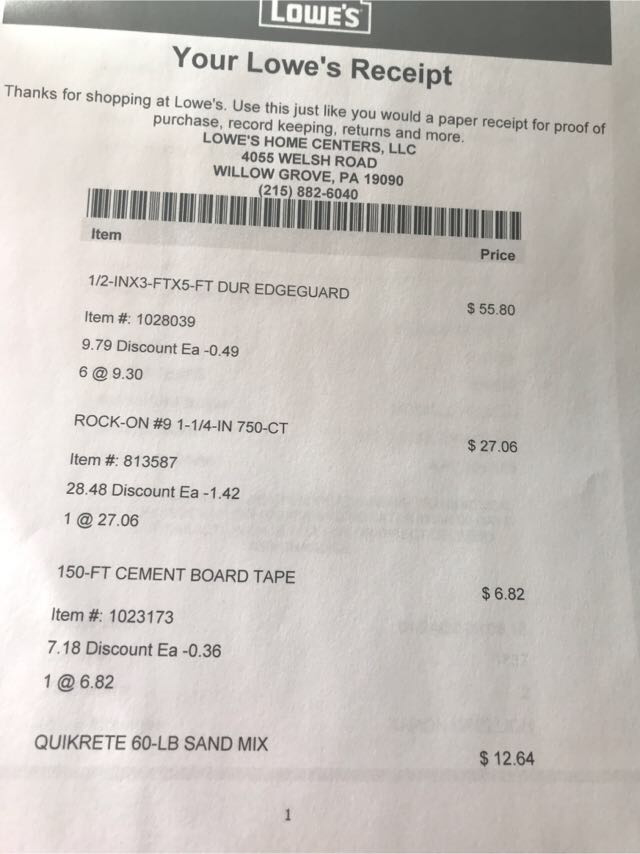 LOWE'S
Your Lowe's Receipt
Thanks for shopping at Lowe's. Use this just like you would a paper receipt for proof of
purchase, record keeping, returns and more.
LOWE'S HOME CENTERS, LLC
4055 WELSH ROAD
WILLOW GROVE, PA 19090
(215) 882-6040
Item Price
1/2-INX3-FTX5-FT DUR EDGEGUARD $ 55.80
Item #: 1028039
9.79 Discount Ea -0.49
6 @ 9.30
ROCK-ON #9 1-1/4-IN 750-CT $ 27.06
Item #: 813587
28.48 Discount Ea -1.42
1 @ 27.06
150-FT CEMENT BOARD TAPE $ 6.82
Item #: 1023173
7.18 Discount Ea -0.36
1 @ 6.82
QUIKRETE 60-LB SAND MIX $ 12.64
1